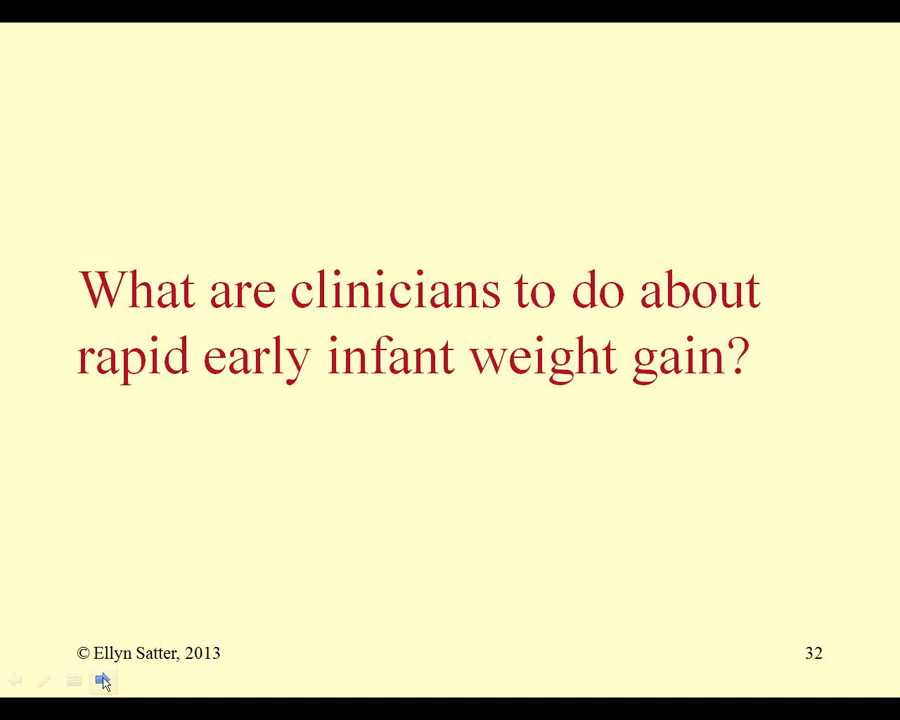 What are clinicians to do about
rapid early infant weight gain?
© Ellyn Satter, 2013
32